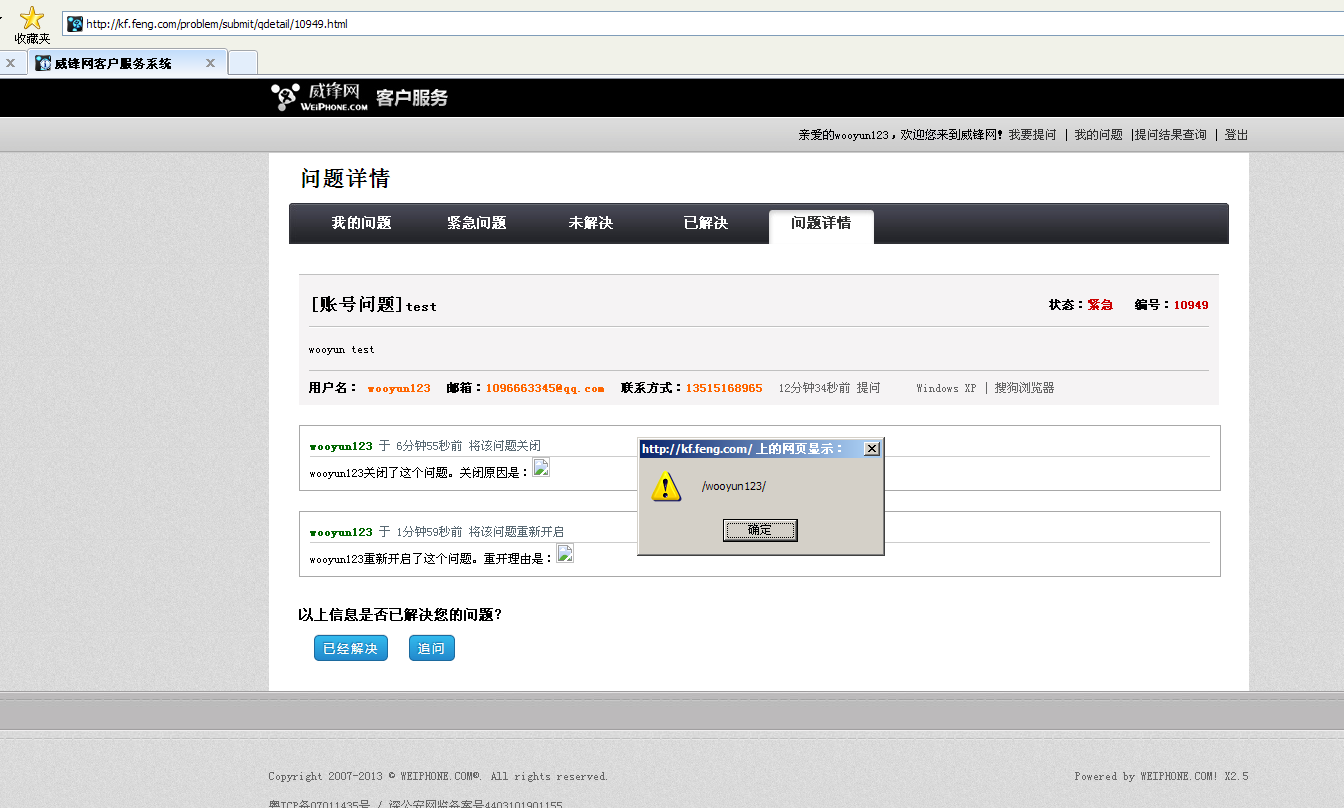 收藏夹
http://kf.feng.com/problem/submit/qdetail/10949.html
威锋网客户服务系统
威锋网 WEIPHONE.COM 客户服务
亲爱的wooyun123，欢迎您来到威锋网! 我要提问 | 我的问题 |提问结果查询 | 登出
问题详情
我的问题 紧急问题 未解决 已解决 问题详情
[账号问题]test 状态：紧急 编号：10949
wooyun test
用户名： wooyun123 邮箱：1096663345@qq.com 联系方式：13515168965 12分钟34秒前 提问 Windows XP | 搜狗浏览器
wooyun123 于 6分钟55秒前 将该问题关闭
wooyun123关闭了这个问题。关闭原因是：
http://kf.feng.com/ 上的网页显示：
/wooyun123/
确定
wooyun123 于 1分钟59秒前 将该问题重新开启
wooyun123重新开启了这个问题。重开理由是：
以上信息是否已解决您的问题?
已经解决 追问
Copyright 2007-2013 © WEIPHONE.COM®. All rights reserved. Powered by WEIPHONE.COM! X2.5
粤ICP备07011435号 / 深公安网监备案号4403101901155